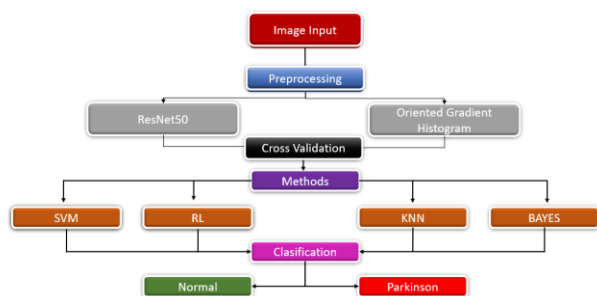 Image Input
Preprocessing
ResNet50
Oriented Gradient
Histogram
Cross Validation
Methods
SVM
RL
KNN
BAYES
Clasification
Normal
Parkinson